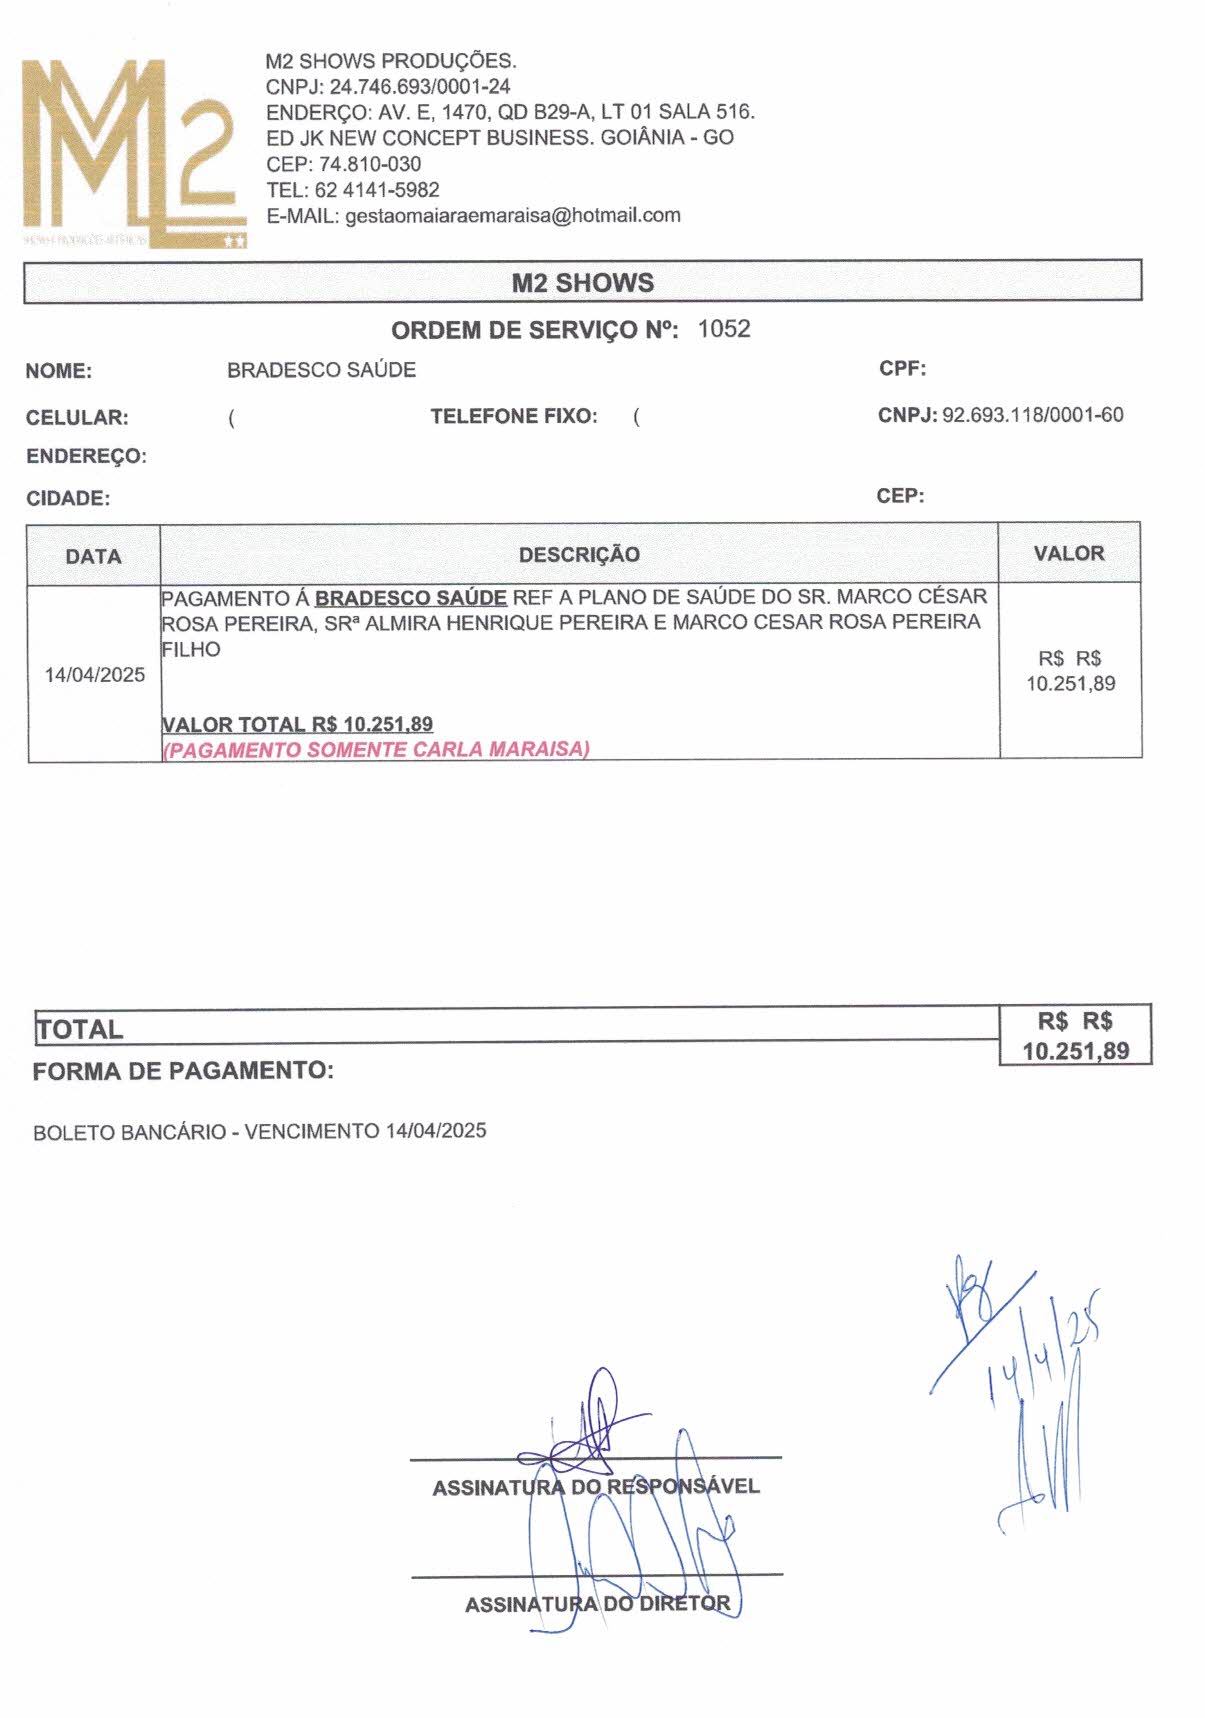 M2 SHOWS PRODUÇÕES.
CNPJ: 24.746.693/0001-24
ENDERÇO: AV. E, 1470, QD B29-A, LT 01 SALA 516.
ED JK NEW CONCEPT BUSINESS. GOIÂNIA - GO
CEP: 74.810-030
TEL: 62 4141-5982
E-MAIL: gestaomaiaraemaraisa@hotmail.com
M2
SHOWS E PRODUÇÕES ARTÍSTICAS
M2 SHOWS
ORDEM DE SERVIÇO Nº: 1052
NOME: BRADESCO SAÚDE CPF:
CELULAR: ( TELEFONE FIXO: ( CNPJ: 92.693.118/0001-60
ENDEREÇO:
CIDADE: CEP:
DATA DESCRIÇÃO VALOR
PAGAMENTO Á BRADESCO SAÚDE REF A PLANO DE SAÚDE DO SR. MARCO CÉSAR
ROSA PEREIRA, SRª ALMIRA HENRIQUE PEREIRA E MARCO CESAR ROSA PEREIRA
FILHO
14/04/2025
R$ R$
10.251,89
VALOR TOTAL R$ 10.251,89
(PAGAMENTO SOMENTE CARLA MARAISA)
TOTAL
R$ R$
10.251,89
FORMA DE PAGAMENTO:
BOLETO BANCÁRIO - VENCIMENTO 14/04/2025
Pg
14/4/25
ASSINATURA DO RESPONSÁVEL
ASSINATURA DO DIRETOR